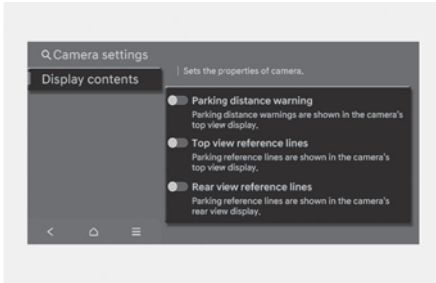 Camera settings
Display contents
Sets the properties of camera.
Parking distance warning
Parking distance warnings are shown in the camera's
top view display.
Top view reference lines
Parking reference lines are shown in the camera's
top view display.
Rear view reference lines
Parking reference lines are shown in the camera's
rear view display.